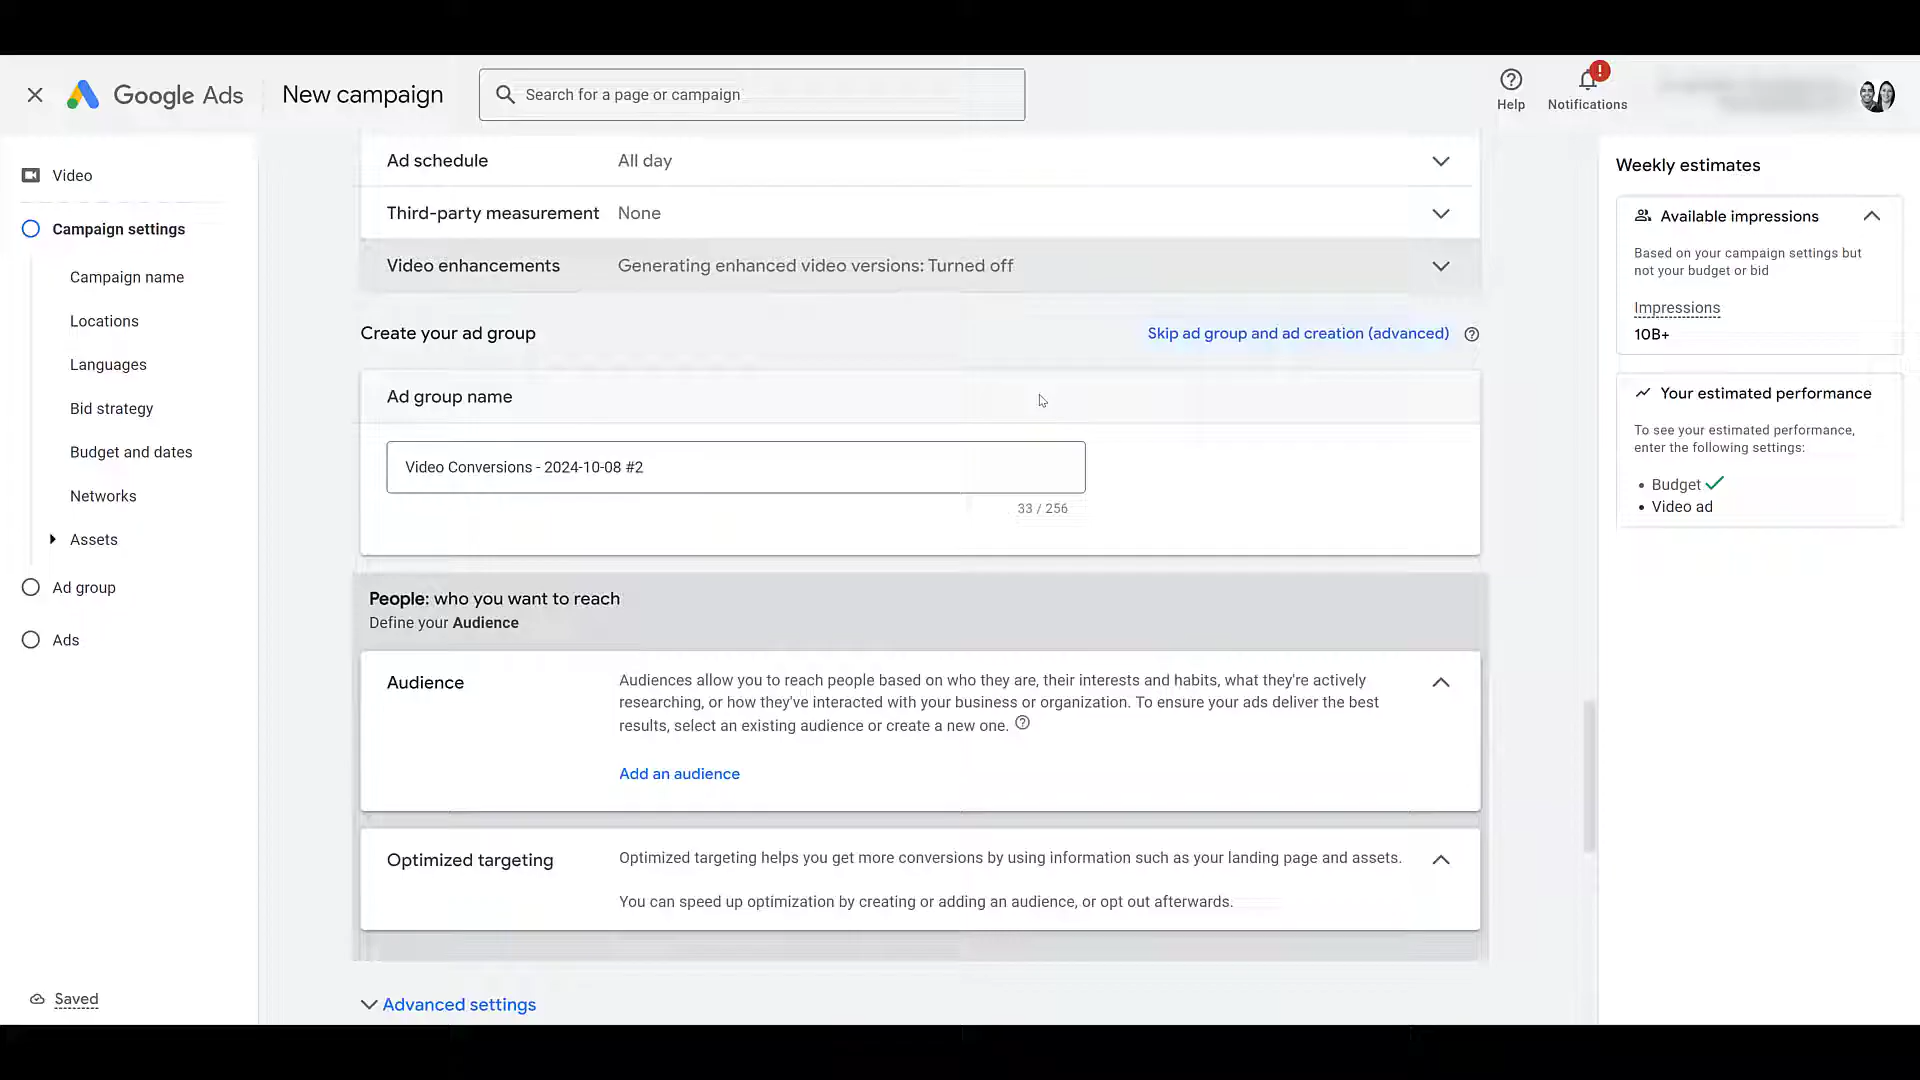 Google Ads
New campaign
Search for a page or campaign
Help
!
Notifications
Video
Campaign settings
Campaign name
Locations
Languages
Bid strategy
Budget and dates
Networks
Assets
Ad group
Ads
Saved
Ad schedule All day
Third-party measurement None
Video enhancements Generating enhanced video versions: Turned off
Create your ad group
Skip ad group and ad creation (advanced)
Ad group name
Video Conversions - 2024-10-08 #2
33 / 256
People: who you want to reach
Define your Audience
Audience
Audiences allow you to reach people based on who they are, their interests and habits, what they're actively
researching, or how they've interacted with your business or organization. To ensure your ads deliver the best
results, select an existing audience or create a new one.
Add an audience
Optimized targeting
Optimized targeting helps you get more conversions by using information such as your landing page and assets.
You can speed up optimization by creating or adding an audience, or opt out afterwards.
Advanced settings
Weekly estimates
Available impressions
Based on your campaign settings but
not your budget or bid
Impressions
10B+
Your estimated performance
To see your estimated performance,
enter the following settings:
• Budget
• Video ad